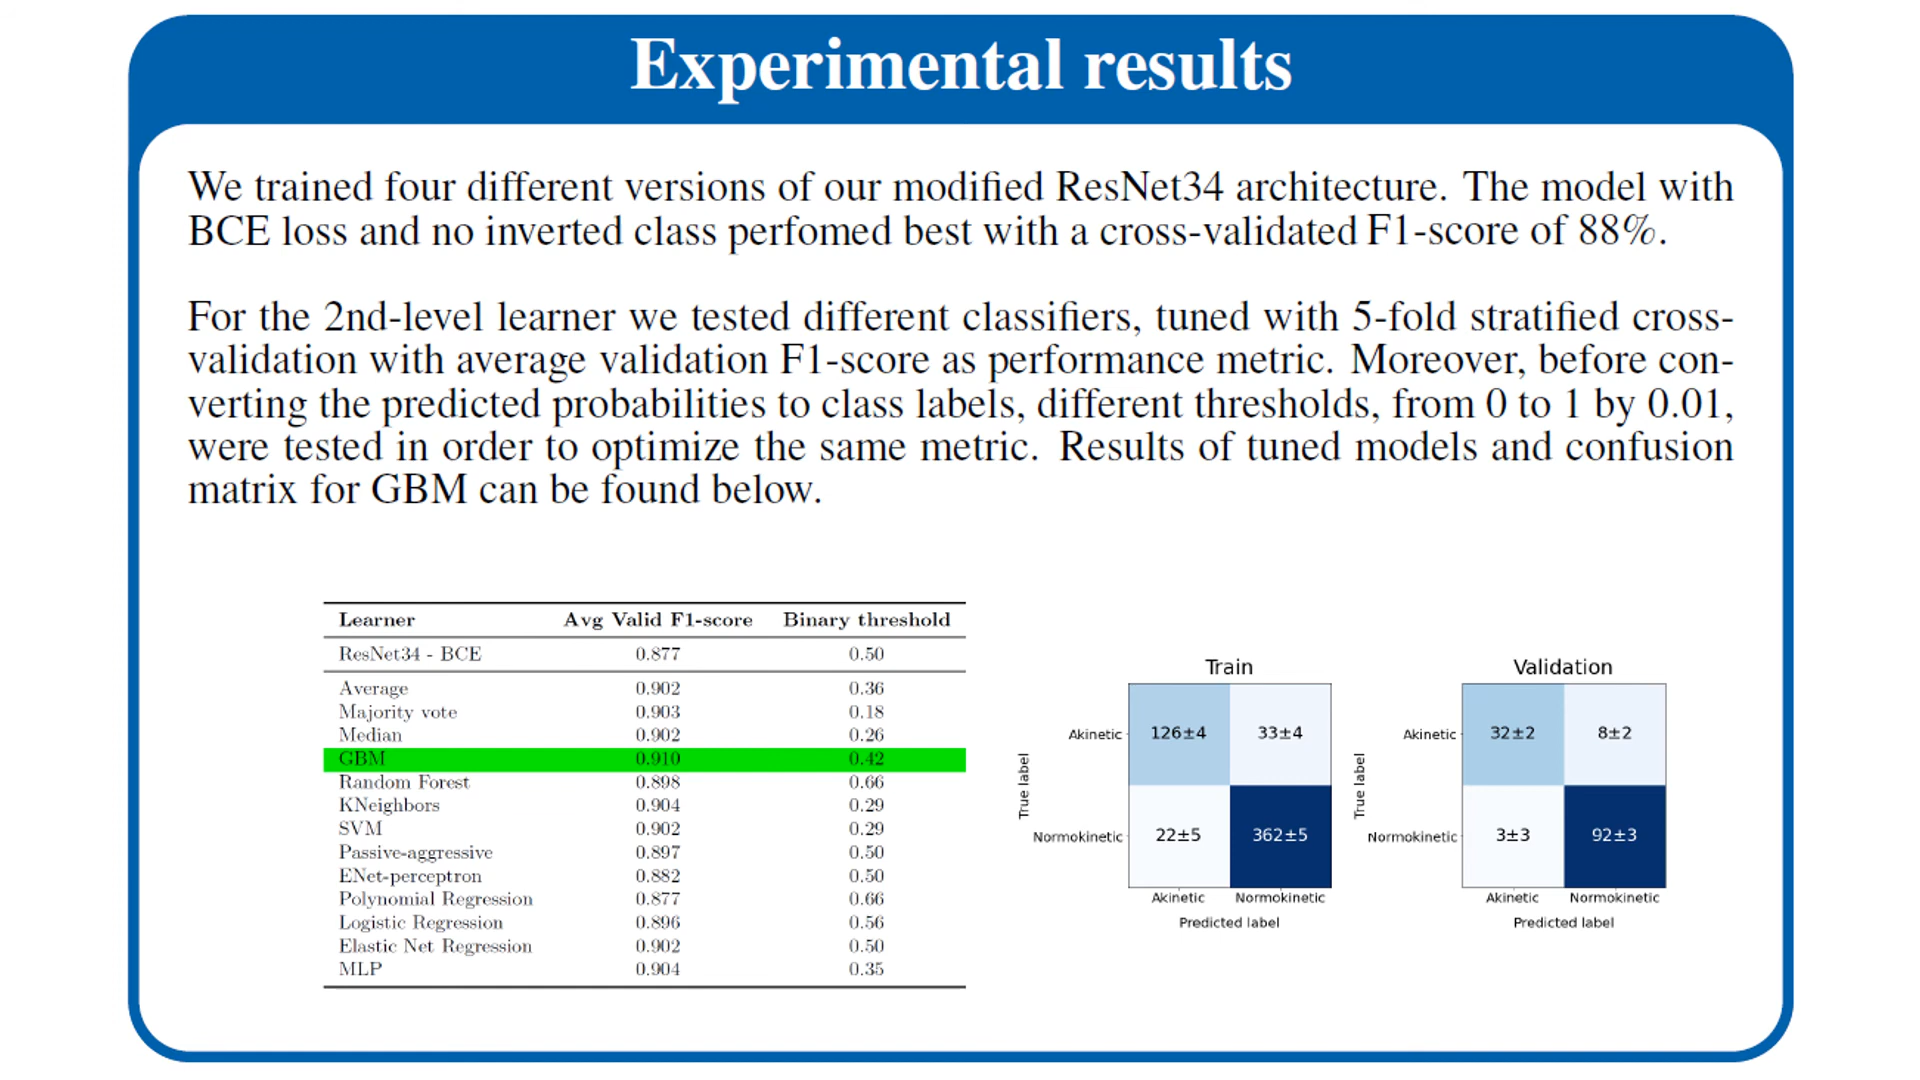 Experimental results
We trained four different versions of our modified ResNet34 architecture. The model with
BCE loss and no inverted class perfomed best with a cross-validated F1-score of 88%.
For the 2nd-level learner we tested different classifiers, tuned with 5-fold stratified cross-
validation with average validation F1-score as performance metric. Moreover, before con-
verting the predicted probabilities to class labels, different thresholds, from 0 to 1 by 0.01,
were tested in order to optimize the same metric. Results of tuned models and confusion
matrix for GBM can be found below.
Learner Avg Valid F1-score Binary threshold
ResNet34 - BCE 0.877 0.50
Average 0.902 0.36
Majority vote 0.903 0.18
Median 0.902 0.26
GBM 0.910 0.42
Random Forest 0.898 0.66
KNeighbors 0.904 0.29
SVM 0.902 0.29
Passive-aggressive 0.897 0.50
ENet-perceptron 0.882 0.50
Polynomial Regression 0.877 0.66
Logistic Regression 0.896 0.56
Elastic Net Regression 0.902 0.50
MLP 0.904 0.35
Train
True label
Akinetic 126±4 33±4
Normokinetic 22±5 362±5
Akinetic Normokinetic
Predicted label
Validation
True label
Akinetic 32±2 8±2
Normokinetic 3±3 92±3
Akinetic Normokinetic
Predicted label